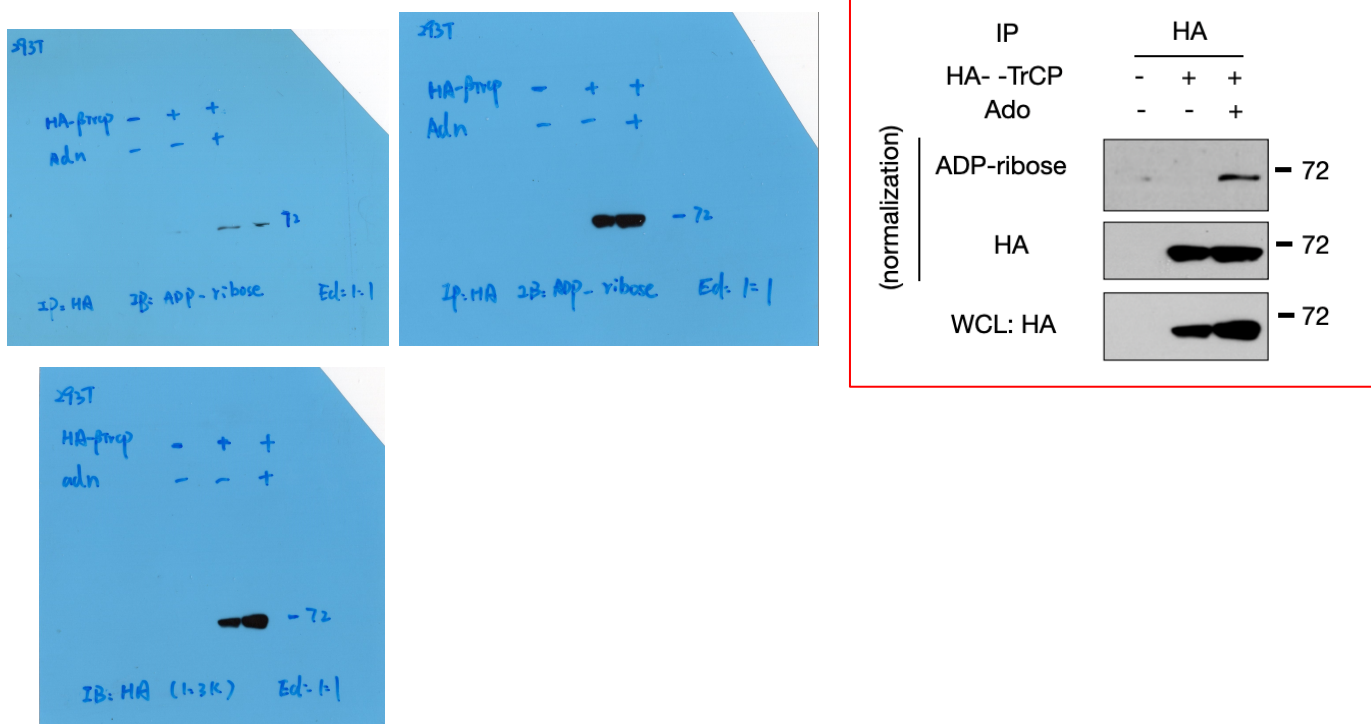 293T
HA-βTrcp - + +
Adn - - +
72
IP: HA IB: ADP-ribose Ed: 1:1
293T
HA-βTrcp - + +
Adn - - +
- 72
IP: HA IB: ADP-ribose Ed: 1:1
293T
HA-βTrcp - + +
adn - - +
- 72
IB: HA (1:3K) Ed: 1:1
IP HA
HA- -TrCP - + +
Ado - - +
(normalization)
ADP-ribose 72
HA 72
WCL: HA 72